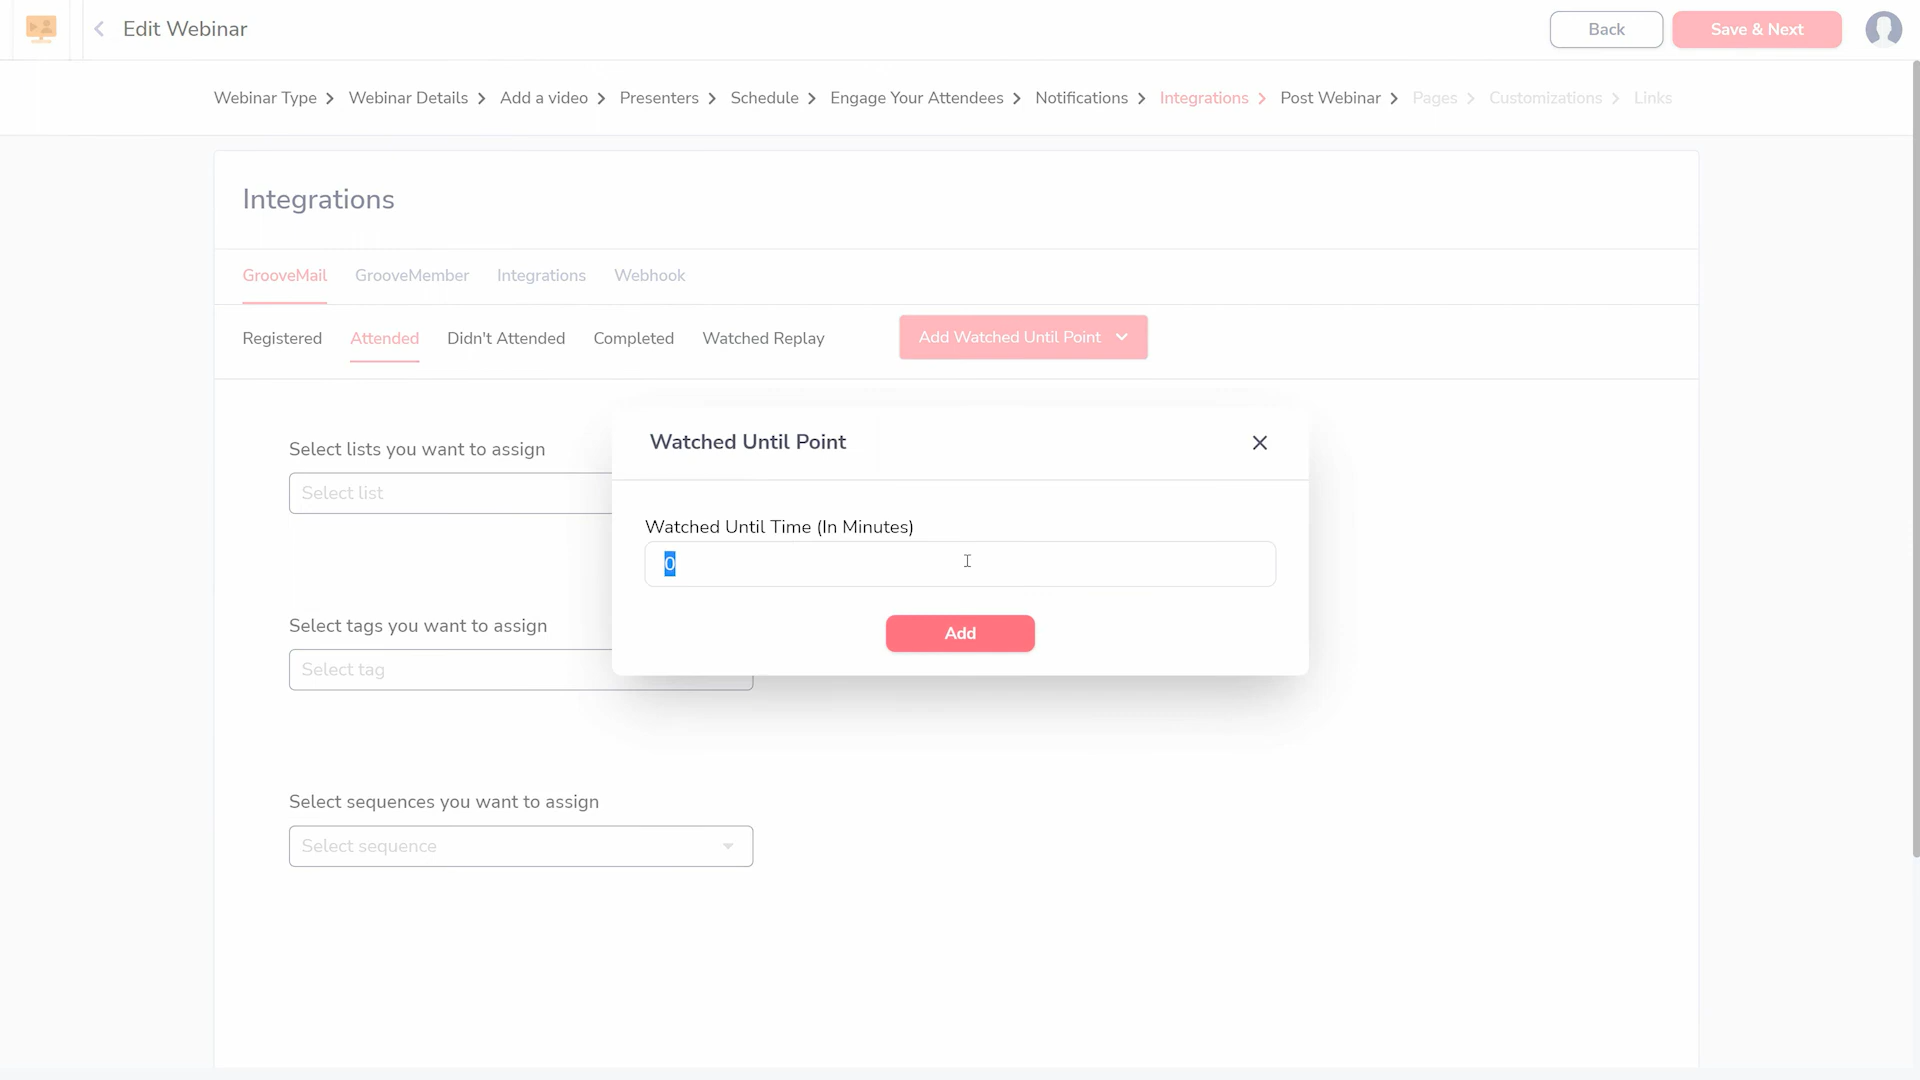 Edit Webinar
Back
Save & Next
Webinar Type
Webinar Details
Add a video
Presenters
Schedule
Engage Your Attendees
Notifications
Integrations
Post Webinar
Pages
Customizations
Links
Integrations
GrooveMail
GrooveMember
Integrations
Webhook
Registered
Attended
Didn't Attended
Completed
Watched Replay
Add Watched Until Point
Select lists you want to assign
Select list
Watched Until Point
Watched Until Time (In Minutes)
0
Add
Select tags you want to assign
Select tag
Select sequences you want to assign
Select sequence